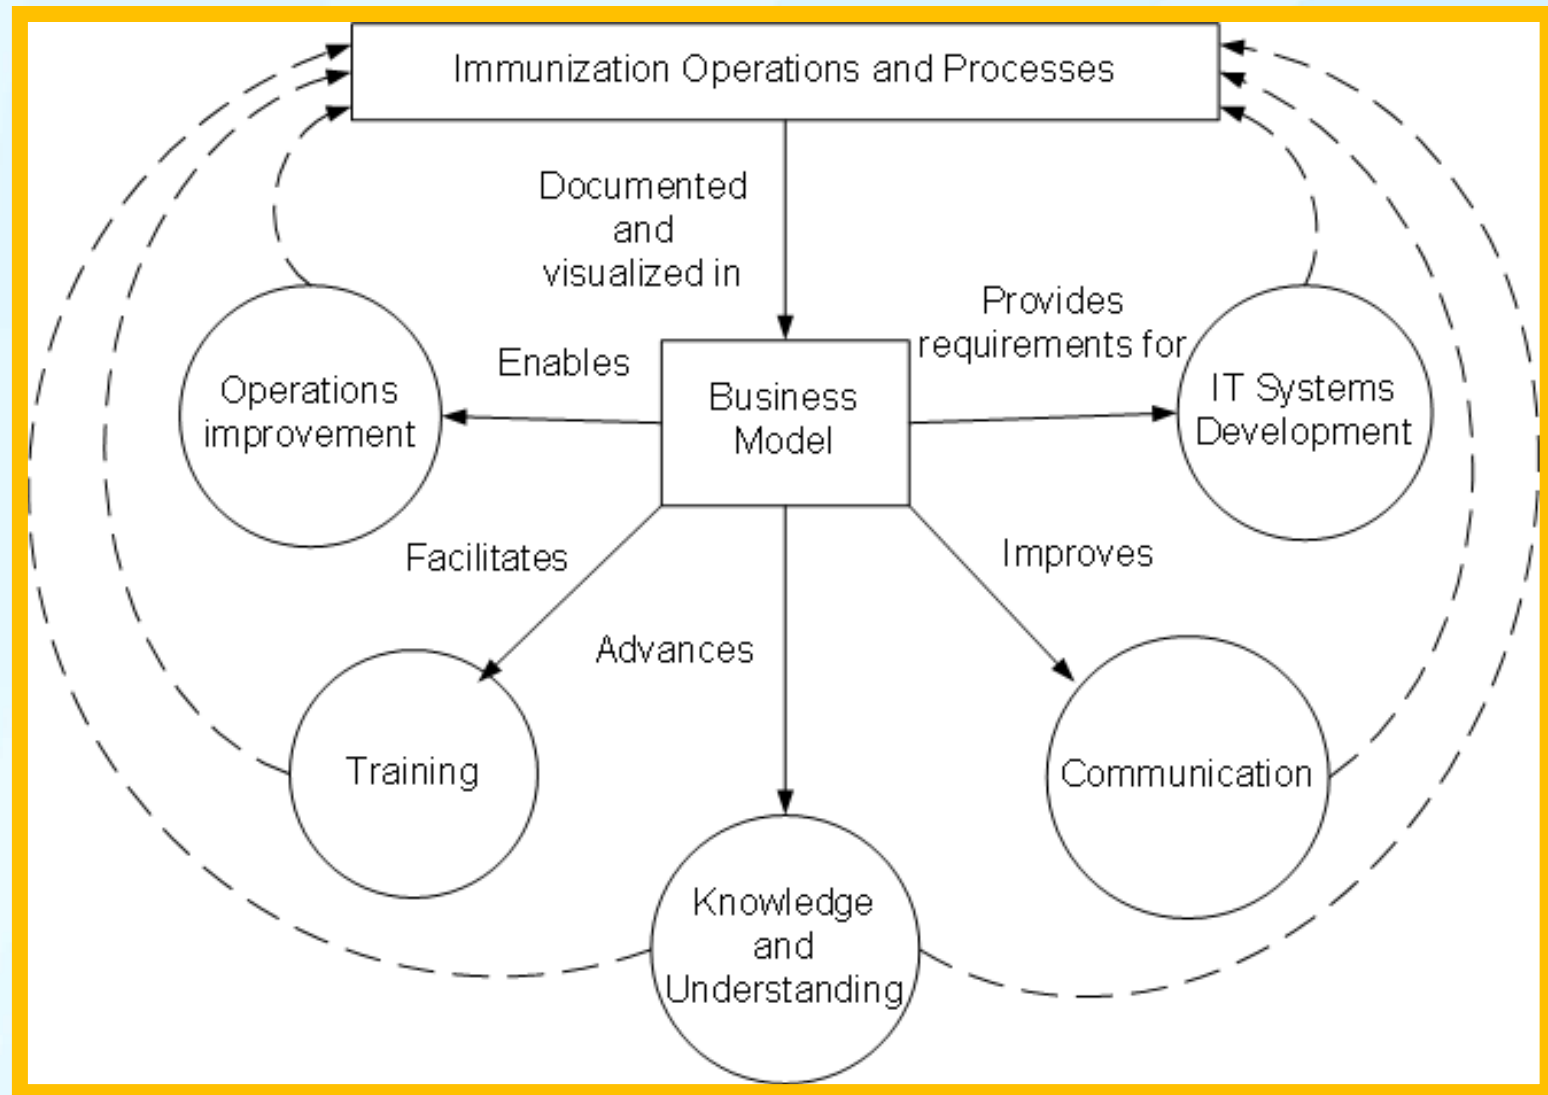 Immunization Operations and Processes
Documented
and
visualized in
Provides
requirements for
Enables
Operations
improvement
Business
Model
IT Systems
Development
Facilitates
Improves
Advances
Training
Communication
Knowledge
and
Understanding